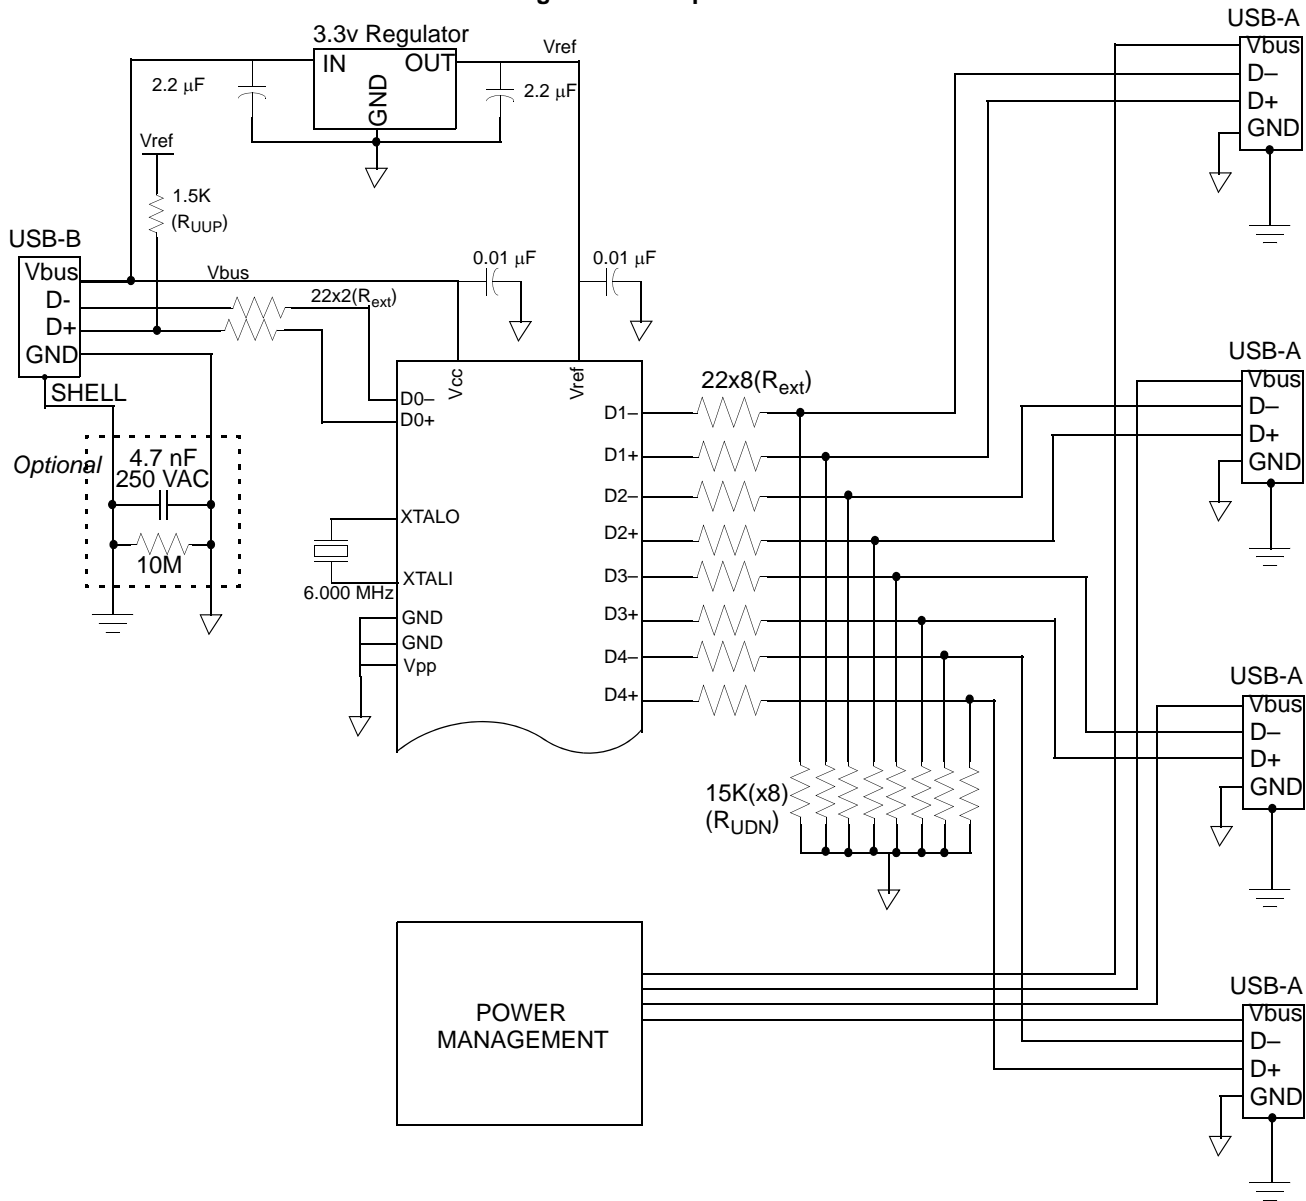 USB-A
3.3v Regulator
Vref
IN
OUT
GND
2.2 µF
2.2 µF
Vbus
D–
D+
GND
Vref
1.5K
(RUUP)
USB-B
Vbus
D-
D+
GND
SHELL
Vbus
22x2(Rext)
0.01 µF
0.01 µF
Optional
4.7 nF
250 VAC
10M
Vcc
Vref
D0–
D0+
XTALO
XTALI
6.000 MHz
GND
GND
Vpp
22x8(Rext)
D1–
D1+
D2–
D2+
D3–
D3+
D4–
D4+
15K(x8)
(RUDN)
USB-A
Vbus
D–
D+
GND
USB-A
Vbus
D–
D+
GND
POWER
MANAGEMENT
USB-A
Vbus
D–
D+
GND